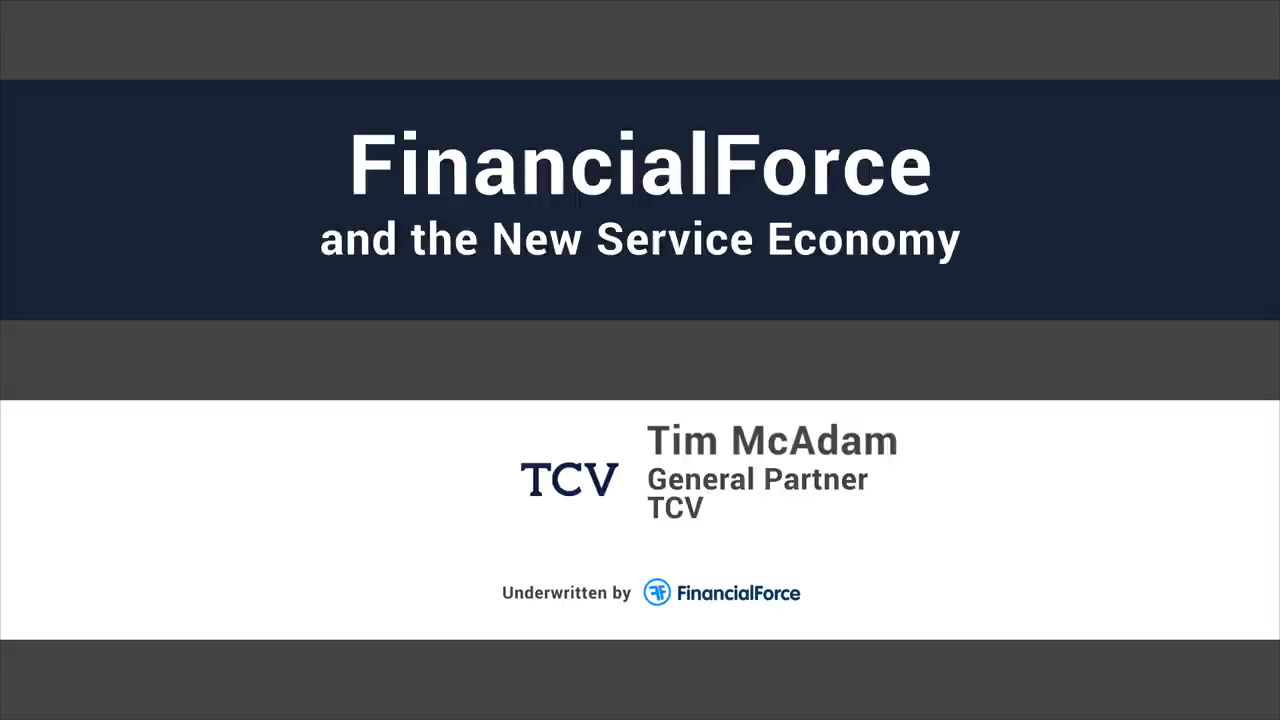 FinancialForce
and the New Service Economy
TCV
Tim McAdam
General Partner
TCV
Underwritten by FinancialForce